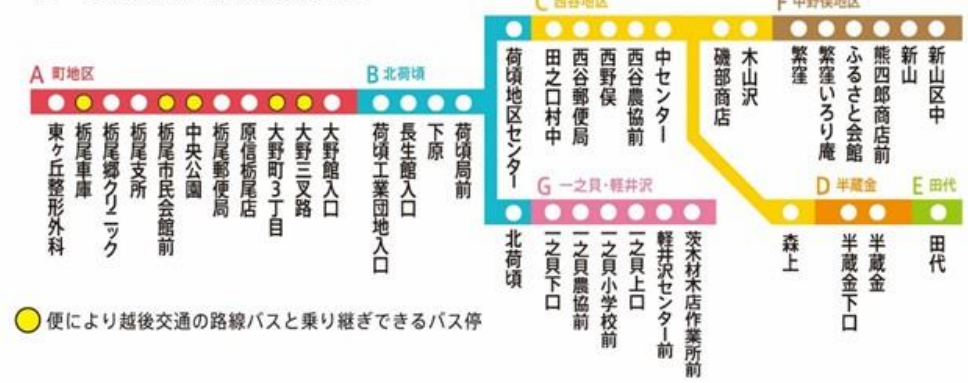 A 町地区
東ヶ丘整形外科
栃尾車庫
栃尾郷クリニック
栃尾支所
栃尾市民会館前
中央公園
栃尾郵便局
原信栃尾店
大野町3丁目
大野三叉路
大野館入口
B 北荷頃
荷頃工業団地入口
長生館入口
下原
荷頃局前
荷頃地区センター
北荷頃
C 西谷地区
田之口村中
西谷郵便局
西野俣
西谷農協前
中センター
磯部商店
木山沢
F 中野俣地区
繁窪
繁窪いろり庵
ふるさと会館
熊四郎商店前
新山
新山区中
G 一之貝・軽井沢
一之貝下口
一之貝農協前
一之貝小学校前
一之貝上口
軽井沢センター前
茨木材木店作業所前
森上
D 半蔵金
半蔵金下口
半蔵金
E 田代
田代
便により越後交通の路線バスと乗り継ぎできるバス停